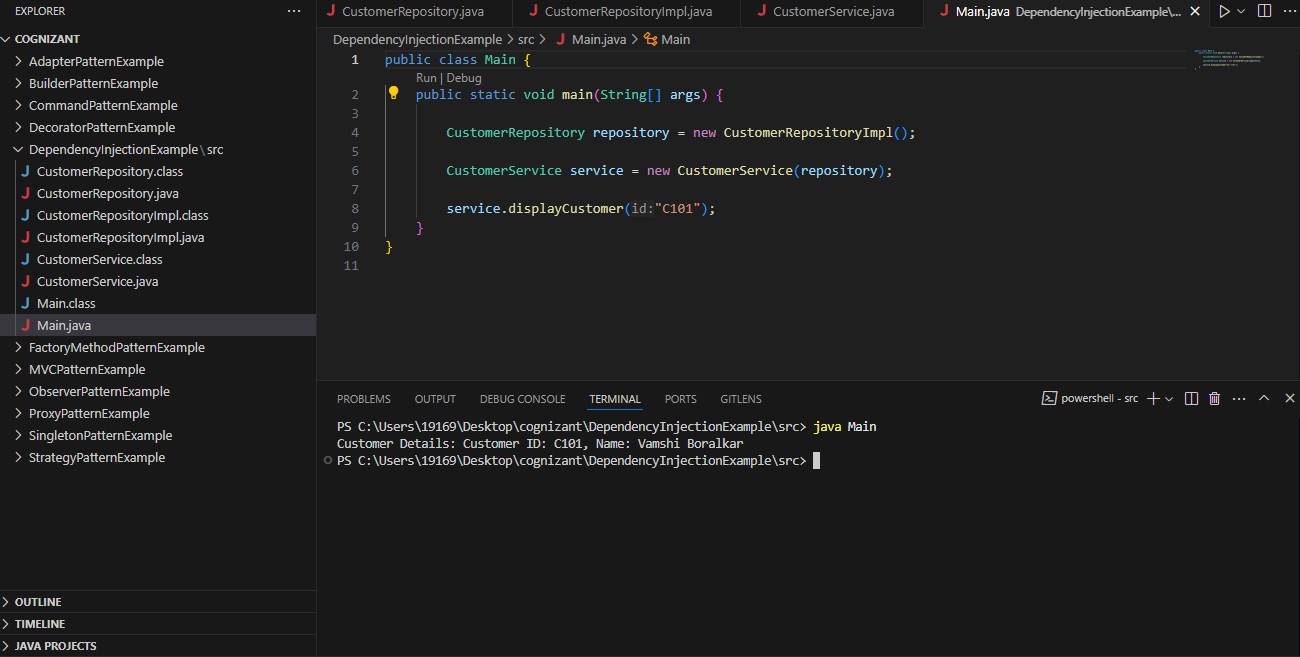 EXPLORER
COGNIZANT
AdapterPatternExample
BuilderPatternExample
CommandPatternExample
DecoratorPatternExample
DependencyInjectionExample\src
CustomerRepository.class
CustomerRepository.java
CustomerRepositoryImpl.class
CustomerRepositoryImpl.java
CustomerService.class
CustomerService.java
Main.class
Main.java
FactoryMethodPatternExample
MVCPatternExample
ObserverPatternExample
ProxyPatternExample
SingletonPatternExample
StrategyPatternExample
OUTLINE
TIMELINE
JAVA PROJECTS
CustomerRepository.java CustomerRepositoryImpl.java CustomerService.java Main.java DependencyInjectionExample\...
DependencyInjectionExample > src > Main.java > Main
1 public class Main {
Run | Debug
2 public static void main(String[] args) {
3
4 CustomerRepository repository = new CustomerRepositoryImpl();
5
6 CustomerService service = new CustomerService(repository);
7
8 service.displayCustomer(id:"C101");
9 }
10 }
11
PROBLEMS OUTPUT DEBUG CONSOLE TERMINAL PORTS GITLENS
powershell - src
PS C:\Users\19169\Desktop\cognizant\DependencyInjectionExample\src> java Main
Customer Details: Customer ID: C101, Name: Vamshi Boralkar
PS C:\Users\19169\Desktop\cognizant\DependencyInjectionExample\src>